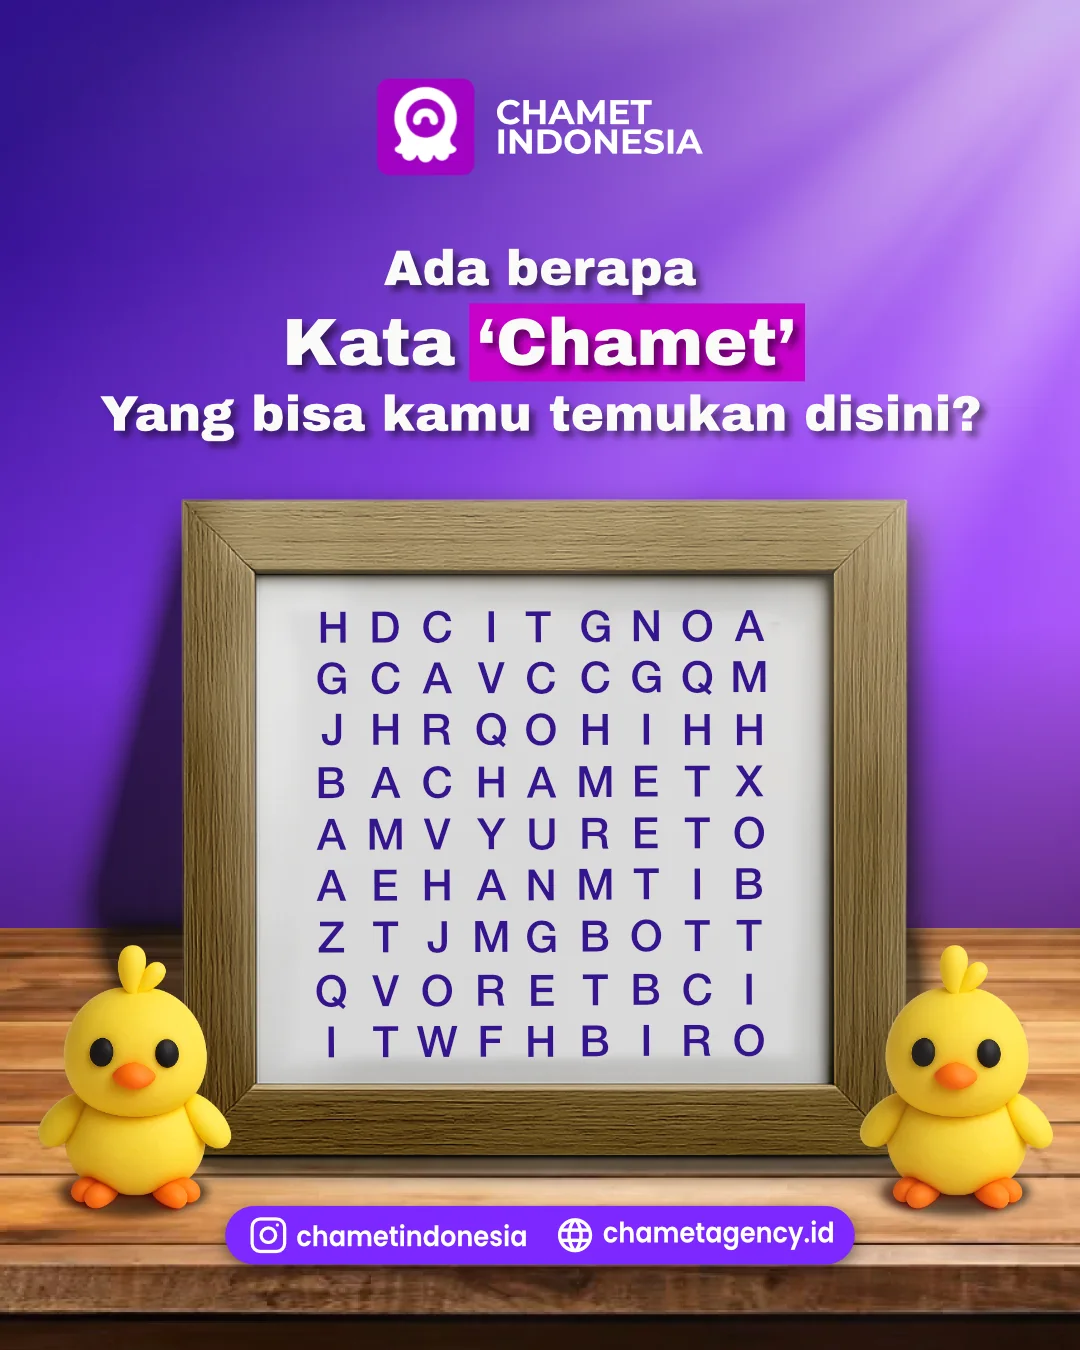 CHAMET
INDONESIA
Ada berapa
Kata ‘Chamet’
Yang bisa kamu temukan disini?
H D C I T G N O A
G C A V C C G Q M
J H R Q O H I H H
B A C H A M E T X
A M V Y U R E T O
A E H A N M T I B
Z T J M G B O T T
Q V O R E T B C I
I T W F H B I R O
chametindonesia
chametagency.id